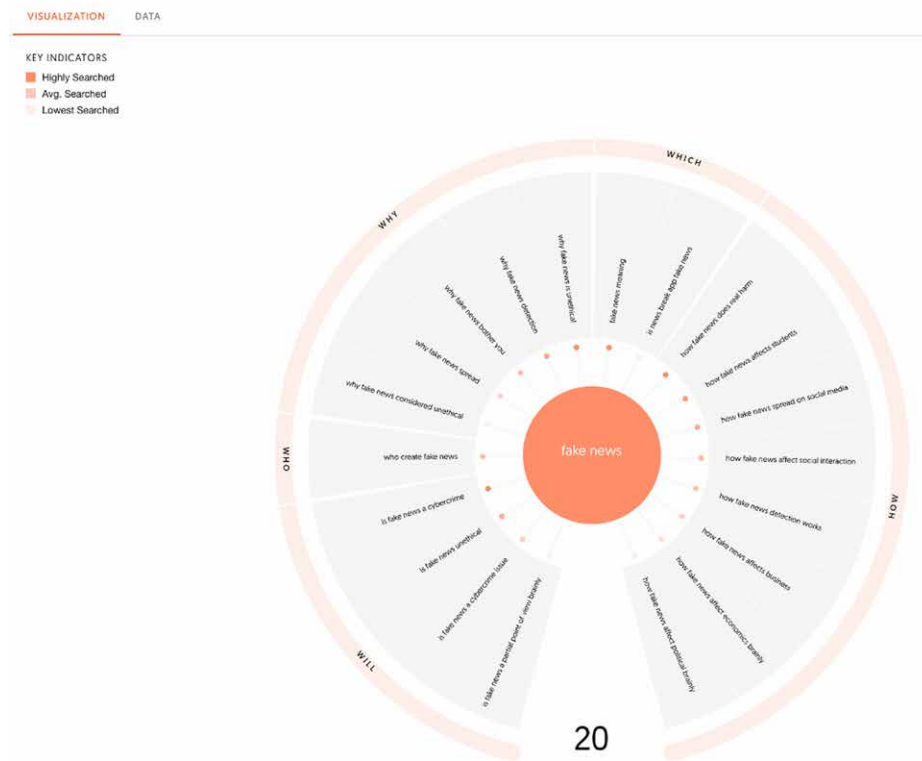 VISUALIZATION
DATA
KEY INDICATORS
Highly Searched
Avg. Searched
Lowest Searched
WHICH
fake news meaning
is news break app fake news
HOW
how fake news does real harm
how fake news affects students
how fake news spread on social media
how fake news affect social interaction
how fake news detection works
how fake news affects business
how fake news affect economics brainly
how fake news affect political brainly
WILL
is fake news a partial point of view brainly
is fake news a cybercrime issue
is fake news unethical
is fake news a cybercrime
WHO
who create fake news
WHY
why fake news considered unethical
why fake news spread
why fake news bother you
why fake news detection
why fake news is unethical
fake news
20